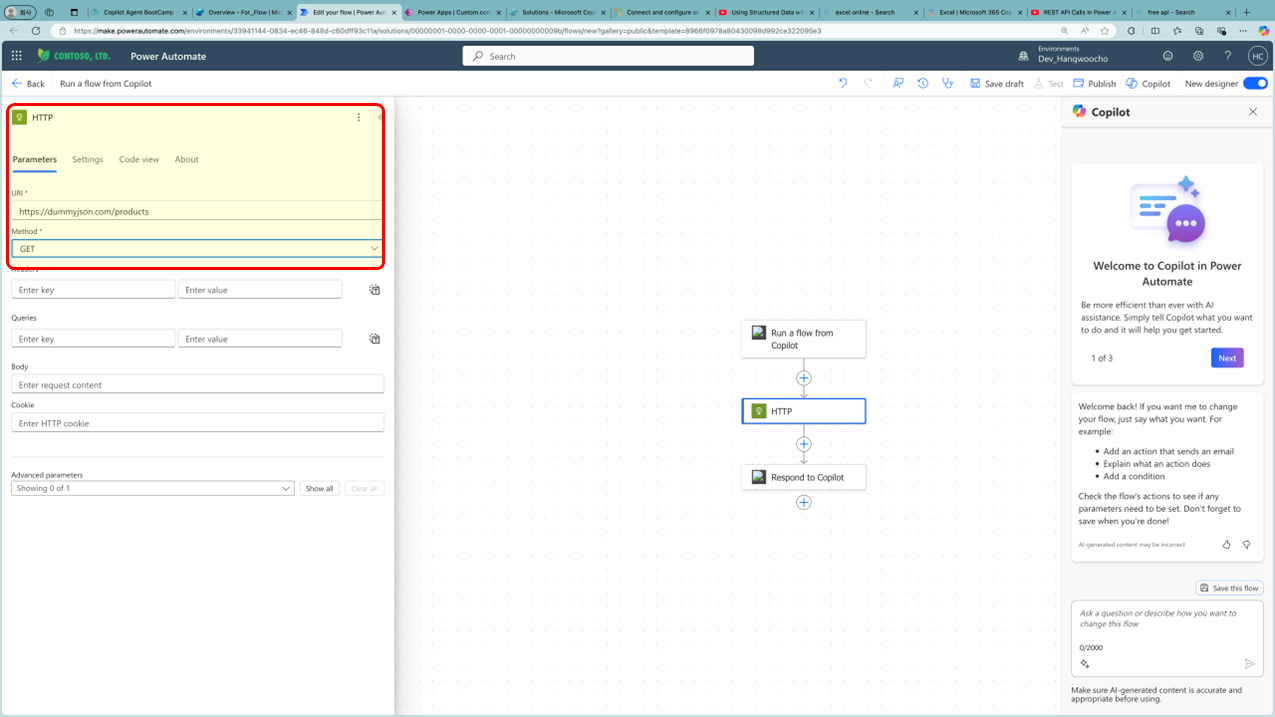 회사
Copilot Agent BootCamp -
Overview - For_Flow | Mic
Edit your flow | Power Aut
Power Apps | Custom con
Solutions - Microsoft Cop
Connect and configure an
Using Structured Data wit
excel online - Search
Excel | Microsoft 365 Cop
REST API Calls in Power A
free api - Search
https://make.powerautomate.com/environments/33941144-0834-ec46-848d-c60dff93c11a/solutions/00000001-0000-0000-0001-00000000009b/flows/new?gallery=public&template=8966f0978a80430098d992ce322095e3
CONTOSO, LTD.
Power Automate
Search
Environments
Dev_Hangwoocho
HC
Back
Run a flow from Copilot
Save draft
Test
Publish
Copilot
New designer
HTTP
Parameters
Settings
Code view
About
URI *
https://dummyjson.com/products
Method *
GET
Headers
Enter key
Enter value
Queries
Enter key
Enter value
Body
Enter request content
Cookie
Enter HTTP cookie
Advanced parameters
Showing 0 of 1
Show all
Clear all
Run a flow from
Copilot
HTTP
Respond to Copilot
Copilot
Welcome to Copilot in Power
Automate
Be more efficient than ever with AI
assistance. Simply tell Copilot what you want
to do and it will help you get started.
1 of 3
Next
Welcome back! If you want me to change
your flow, just say what you want. For
example:
• Add an action that sends an email
• Explain what an action does
• Add a condition
Check the flow's actions to see if any
parameters need to be set. Don't forget to
save when you're done!
AI-generated content may be incorrect
Save this flow
Ask a question or describe how you want to
change this flow
0/2000
Make sure AI-generated content is accurate and
appropriate before using.